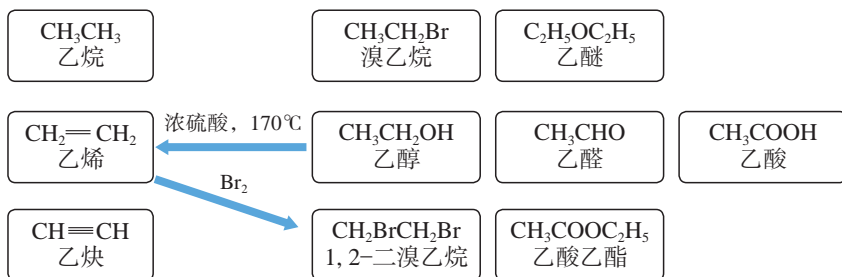 CH₃CH₃
乙烷
CH₃CH₂Br
溴乙烷
C₂H₅OC₂H₅
乙醚
CH₂═CH₂
乙烯
浓硫酸，170℃
CH₃CH₂OH
乙醇
CH₃CHO
乙醛
CH₃COOH
乙酸
Br₂
CH≡CH
乙炔
CH₂BrCH₂Br
1, 2-二溴乙烷
CH₃COOC₂H₅
乙酸乙酯